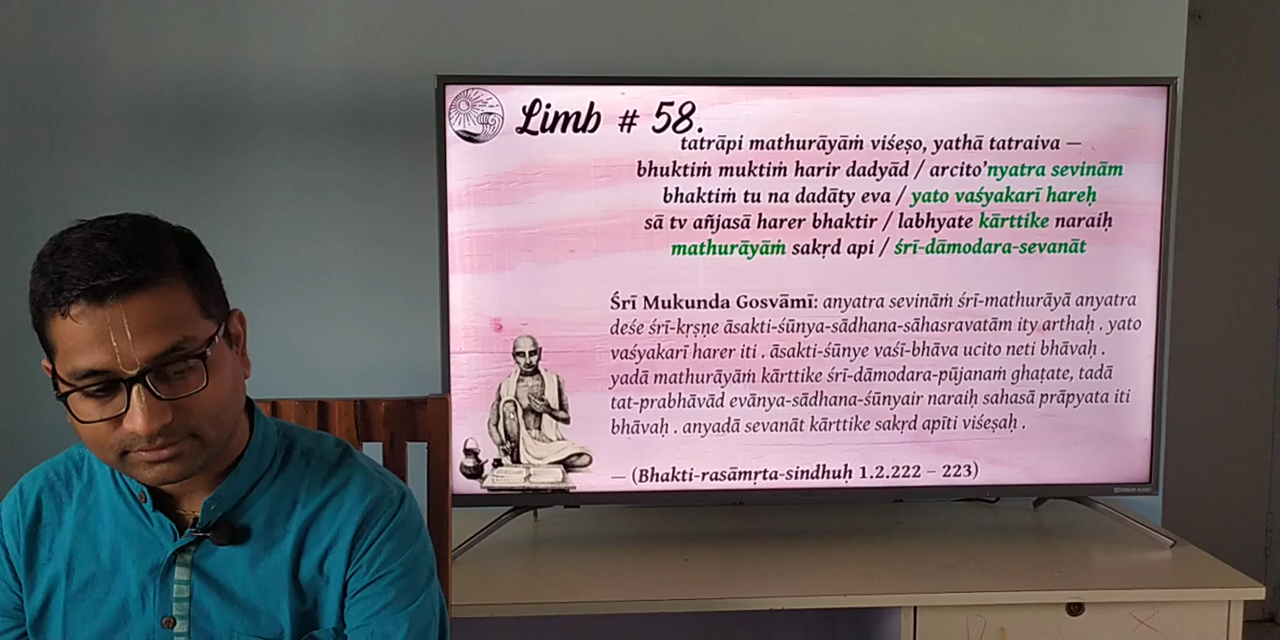 Limb # 58.
tatrāpi mathurāyāṁ viśeṣo, yathā tatraiva —
bhuktiṁ muktiṁ harir dadyād / arcito’nyatra sevinām
bhaktiṁ tu na dadāty eva / yato vaśyakarī hareḥ
sā tv añjasā harer bhaktir / labhyate kārttike naraiḥ
mathurāyāṁ sakṛd api / śrī-dāmodara-sevanāt
Śrī Mukunda Gosvāmī: anyatra sevināṁ śrī-mathurāyā anyatra
deśe śrī-kṛṣṇe āsakti-śūnya-sādhana-sāhasravatām ity arthaḥ . yato
vaśyakarī harer iti . āsakti-śūnye vaśī-bhāva ucito neti bhāvaḥ .
yadā mathurāyāṁ kārttike śrī-dāmodara-pūjanaṁ ghaṭate, tadā
tat-prabhāvād evānya-sādhana-śūnyair naraiḥ sahasā prāpyata iti
bhāvaḥ . anyadā sevanāt kārttike sakṛd apīti viśeṣaḥ .
— (Bhakti-rasāmṛta-sindhuḥ 1.2.222 – 223)